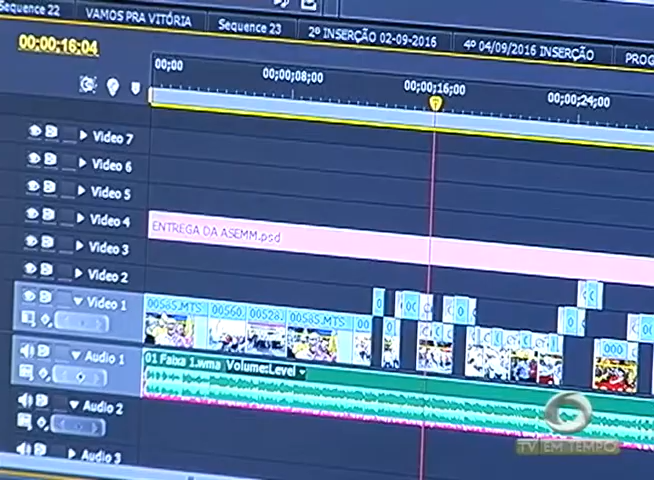 Sequence 22
VAMOS PRA VITÓRIA
Sequence 23
2º INSERÇÃO 02-09-2016
4º 04/09/2016 INSERÇÃO
PROG
00;00;16;04
00;00
00;00;08;00
00;00;16;00
00;00;24;00
Video 7
Video 6
Video 5
Video 4
ENTREGA DA ASEMM.psd
Video 3
Video 2
Video 1
00585.MTS
00560
00528
00585.MTS
00
000
Audio 1
01 Faixa 1.wma Volume:Level
Audio 2
Audio 3
TV EM TEMPO